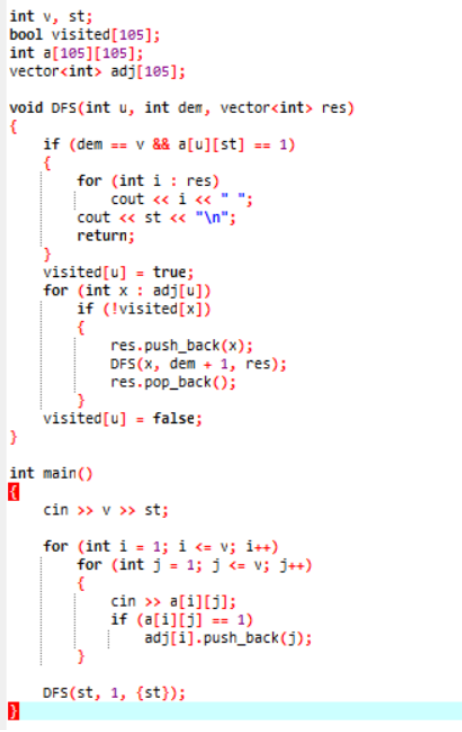 int v, st;
bool visited[105];
int a[105][105];
vector<int> adj[105];

void DFS(int u, int dem, vector<int> res)
{
    if (dem == v && a[u][st] == 1)
    {
        for (int i : res)
            cout << i << " ";
        cout << st << "\n";
        return;
    }
    visited[u] = true;
    for (int x : adj[u])
        if (!visited[x])
        {
            res.push_back(x);
            DFS(x, dem + 1, res);
            res.pop_back();
        }
    visited[u] = false;
}

int main()
{
    cin >> v >> st;

    for (int i = 1; i <= v; i++)
        for (int j = 1; j <= v; j++)
        {
            cin >> a[i][j];
            if (a[i][j] == 1)
                adj[i].push_back(j);
        }

    DFS(st, 1, {st});
}